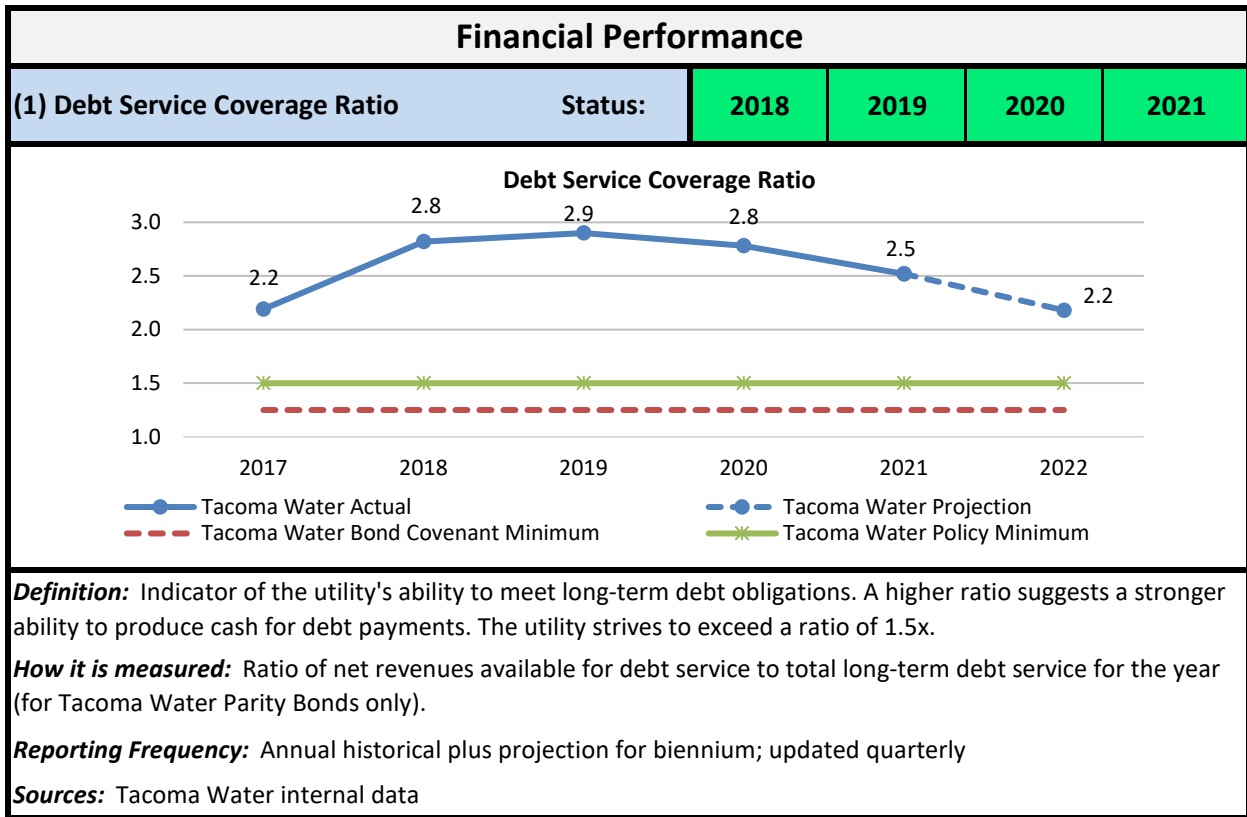 Financial Performance
(1) Debt Service Coverage Ratio Status: 2018 2019 2020 2021
Debt Service Coverage Ratio
3.0
2.5
2.0
1.5
1.0
2.2
2.8
2.9
2.8
2.5
2.2
2017 2018 2019 2020 2021 2022
Tacoma Water Actual
Tacoma Water Projection
Tacoma Water Bond Covenant Minimum
Tacoma Water Policy Minimum
Definition: Indicator of the utility's ability to meet long-term debt obligations. A higher ratio suggests a stronger
ability to produce cash for debt payments. The utility strives to exceed a ratio of 1.5x.
How it is measured: Ratio of net revenues available for debt service to total long-term debt service for the year
(for Tacoma Water Parity Bonds only).
Reporting Frequency: Annual historical plus projection for biennium; updated quarterly
Sources: Tacoma Water internal data